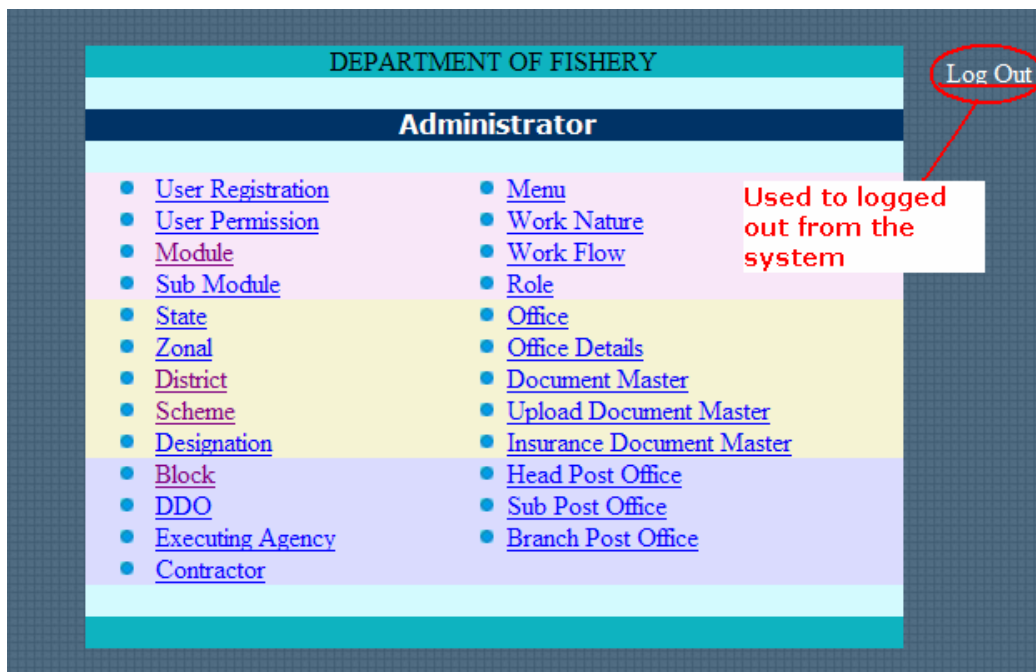 DEPARTMENT OF FISHERY
Log Out
Administrator
User Registration
User Permission
Module
Sub Module
State
Zonal
District
Scheme
Designation
Block
DDO
Executing Agency
Contractor
Menu
Work Nature
Work Flow
Role
Office
Office Details
Document Master
Upload Document Master
Insurance Document Master
Head Post Office
Sub Post Office
Branch Post Office
Used to logged
out from the
system